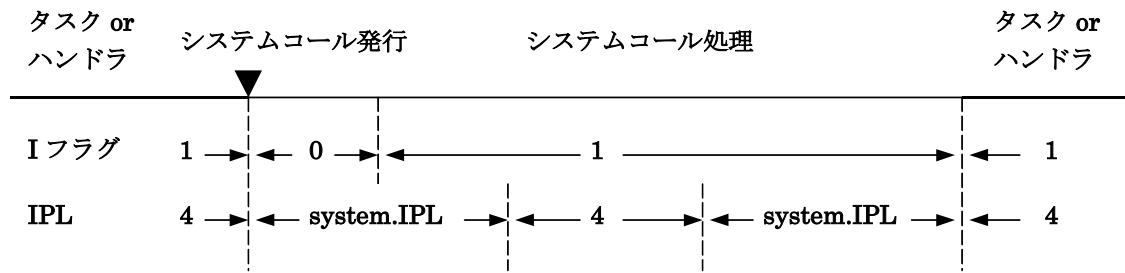 タスク or
ハンドラ
システムコール発行
システムコール処理
タスク or
ハンドラ
I フラグ 1 0 1 1
IPL 4 system.IPL 4 system.IPL 4